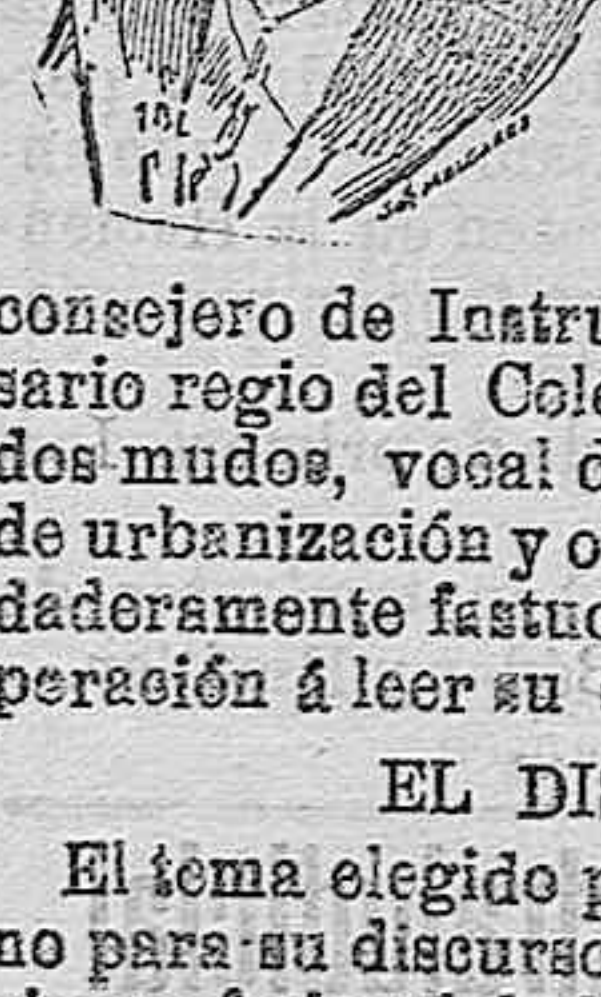 consejero de Instru
sario regio del Cole
dos-mudos, vocal d
de urbanización y o
daderamente fastuo
peración á leer su
EL DIS
El tema elegido p
no para su discurso